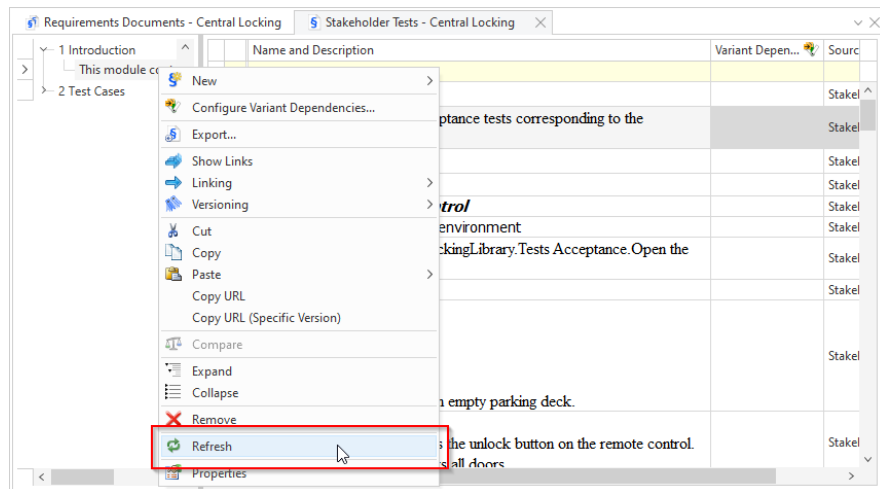 Requirements Documents - Central Locking
Stakeholder Tests - Central Locking
1 Introduction
This module
2 Test Cases
Name and Description
Variant Depen...
Sourc
New
Configure Variant Dependencies...
Export...
Show Links
Linking
Versioning
Cut
Copy
Paste
Copy URL
Copy URL (Specific Version)
Compare
Expand
Collapse
Remove
Refresh
Properties
Stakel
ptance tests corresponding to the
Stakel
Stakel
Stakel
trol
Stakel
environment
Stakel
kingLibrary.Tests Acceptance.Open the
Stakel
Stakel
Stakel
empty parking deck.
the unlock button on the remote control.
Stakel
all doors